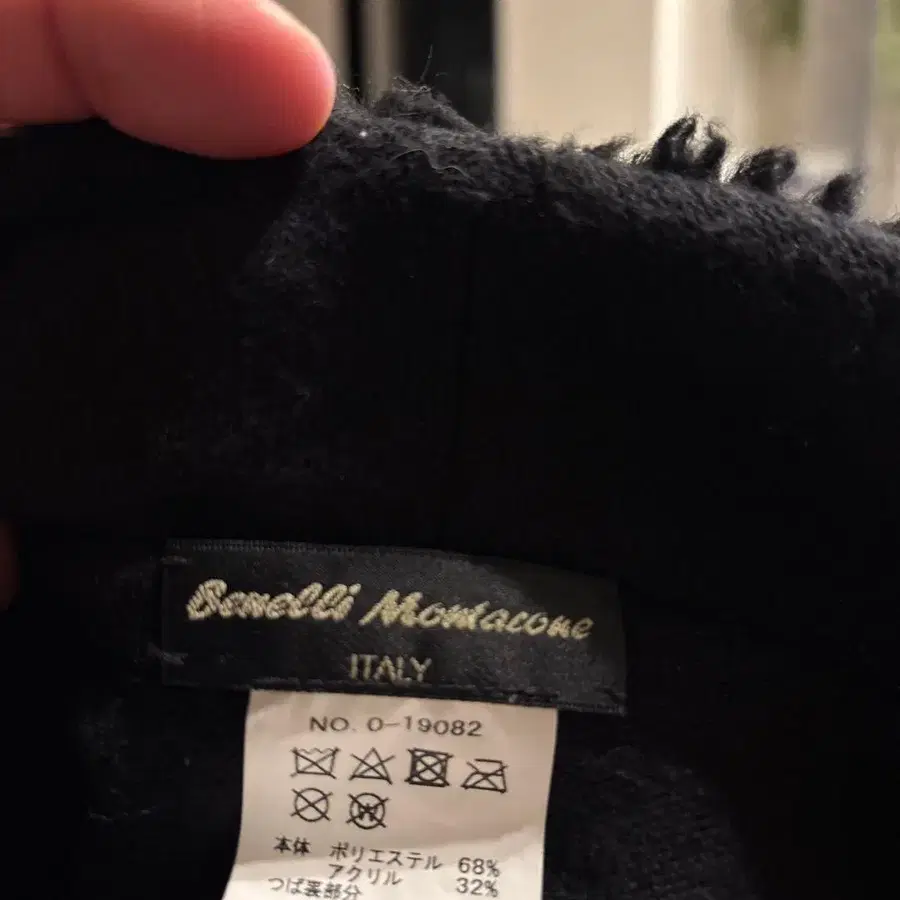 Benelli Montacone
ITALY
NO. 0-19082
W
本体 ポリエステル 68%
アクリル 32%
つば裏部分